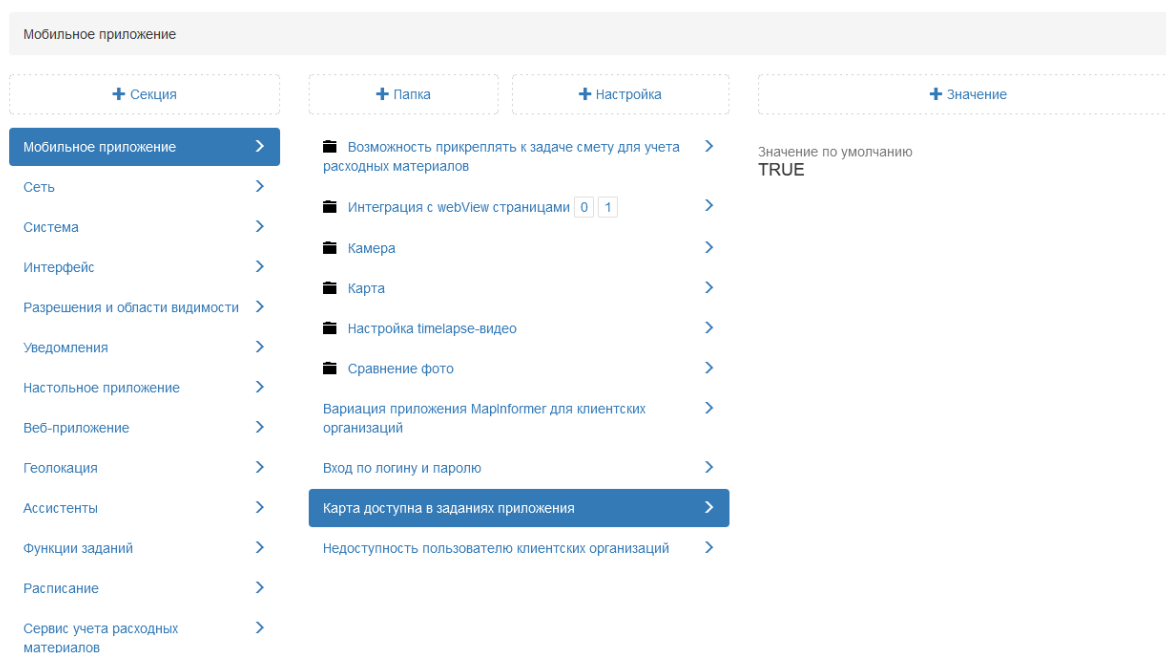 Мобильное приложение
+ Секция
+ Папка
+ Настройка
+ Значение
Мобильное приложение
Сеть
Система
Интерфейс
Разрешения и области видимости
Уведомления
Настольное приложение
Веб-приложение
Геолокация
Ассистенты
Функции заданий
Расписание
Сервис учета расходных
материалов
Возможность прикреплять к задаче смету для учета
расходных материалов
Интеграция с webView страницами 0 1
Камера
Карта
Настройка timelapse-видео
Сравнение фото
Вариация приложения MapInformer для клиентских
организаций
Вход по логину и паролю
Карта доступна в заданиях приложения
Недоступность пользователю клиентских организаций
Значение по умолчанию
TRUE